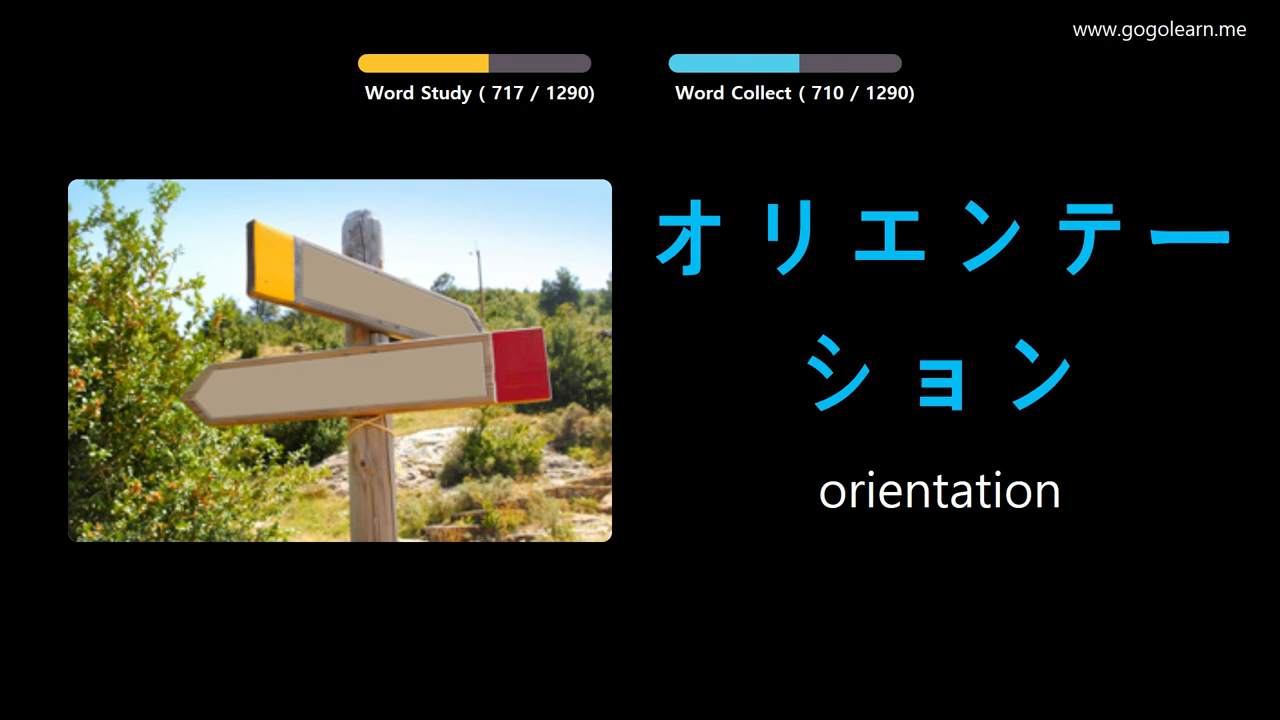 www.gogolearn.me
Word Study ( 717 / 1290)
Word Collect ( 710 / 1290)
オリエンテー
ション
orientation